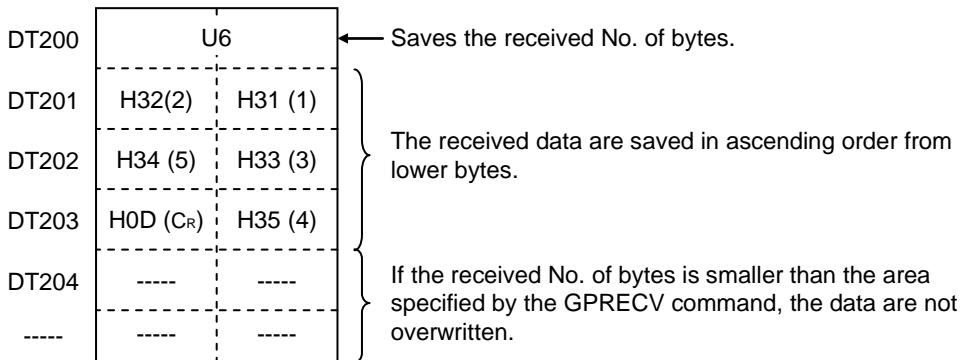 DT200 U6 Saves the received No. of bytes.
DT201 H32(2) H31 (1)
The received data are saved in ascending order from
lower bytes.
DT202 H34 (5) H33 (3)
DT203 H0D (CR) H35 (4)
DT204 ----- -----
If the received No. of bytes is smaller than the area
specified by the GPRECV command, the data are not
overwritten.
----- ----- -----